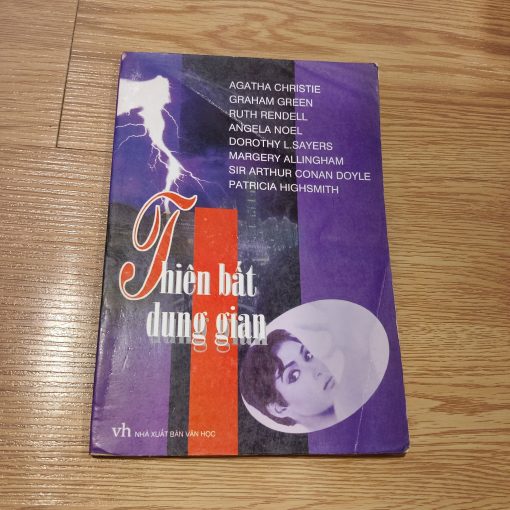 AGATHA CHRISTIE
GRAHAM GREEN
RUTH RENDELL
ANGELA NOEL
DOROTHY L.SAYERS
MARGERY ALLINGHAM
SIR ARTHUR CONAN DOYLE
PATRICIA HIGHSMITH
Thiên bất
dung gian
vh NHÀ XUẤT BẢN VĂN HỌC